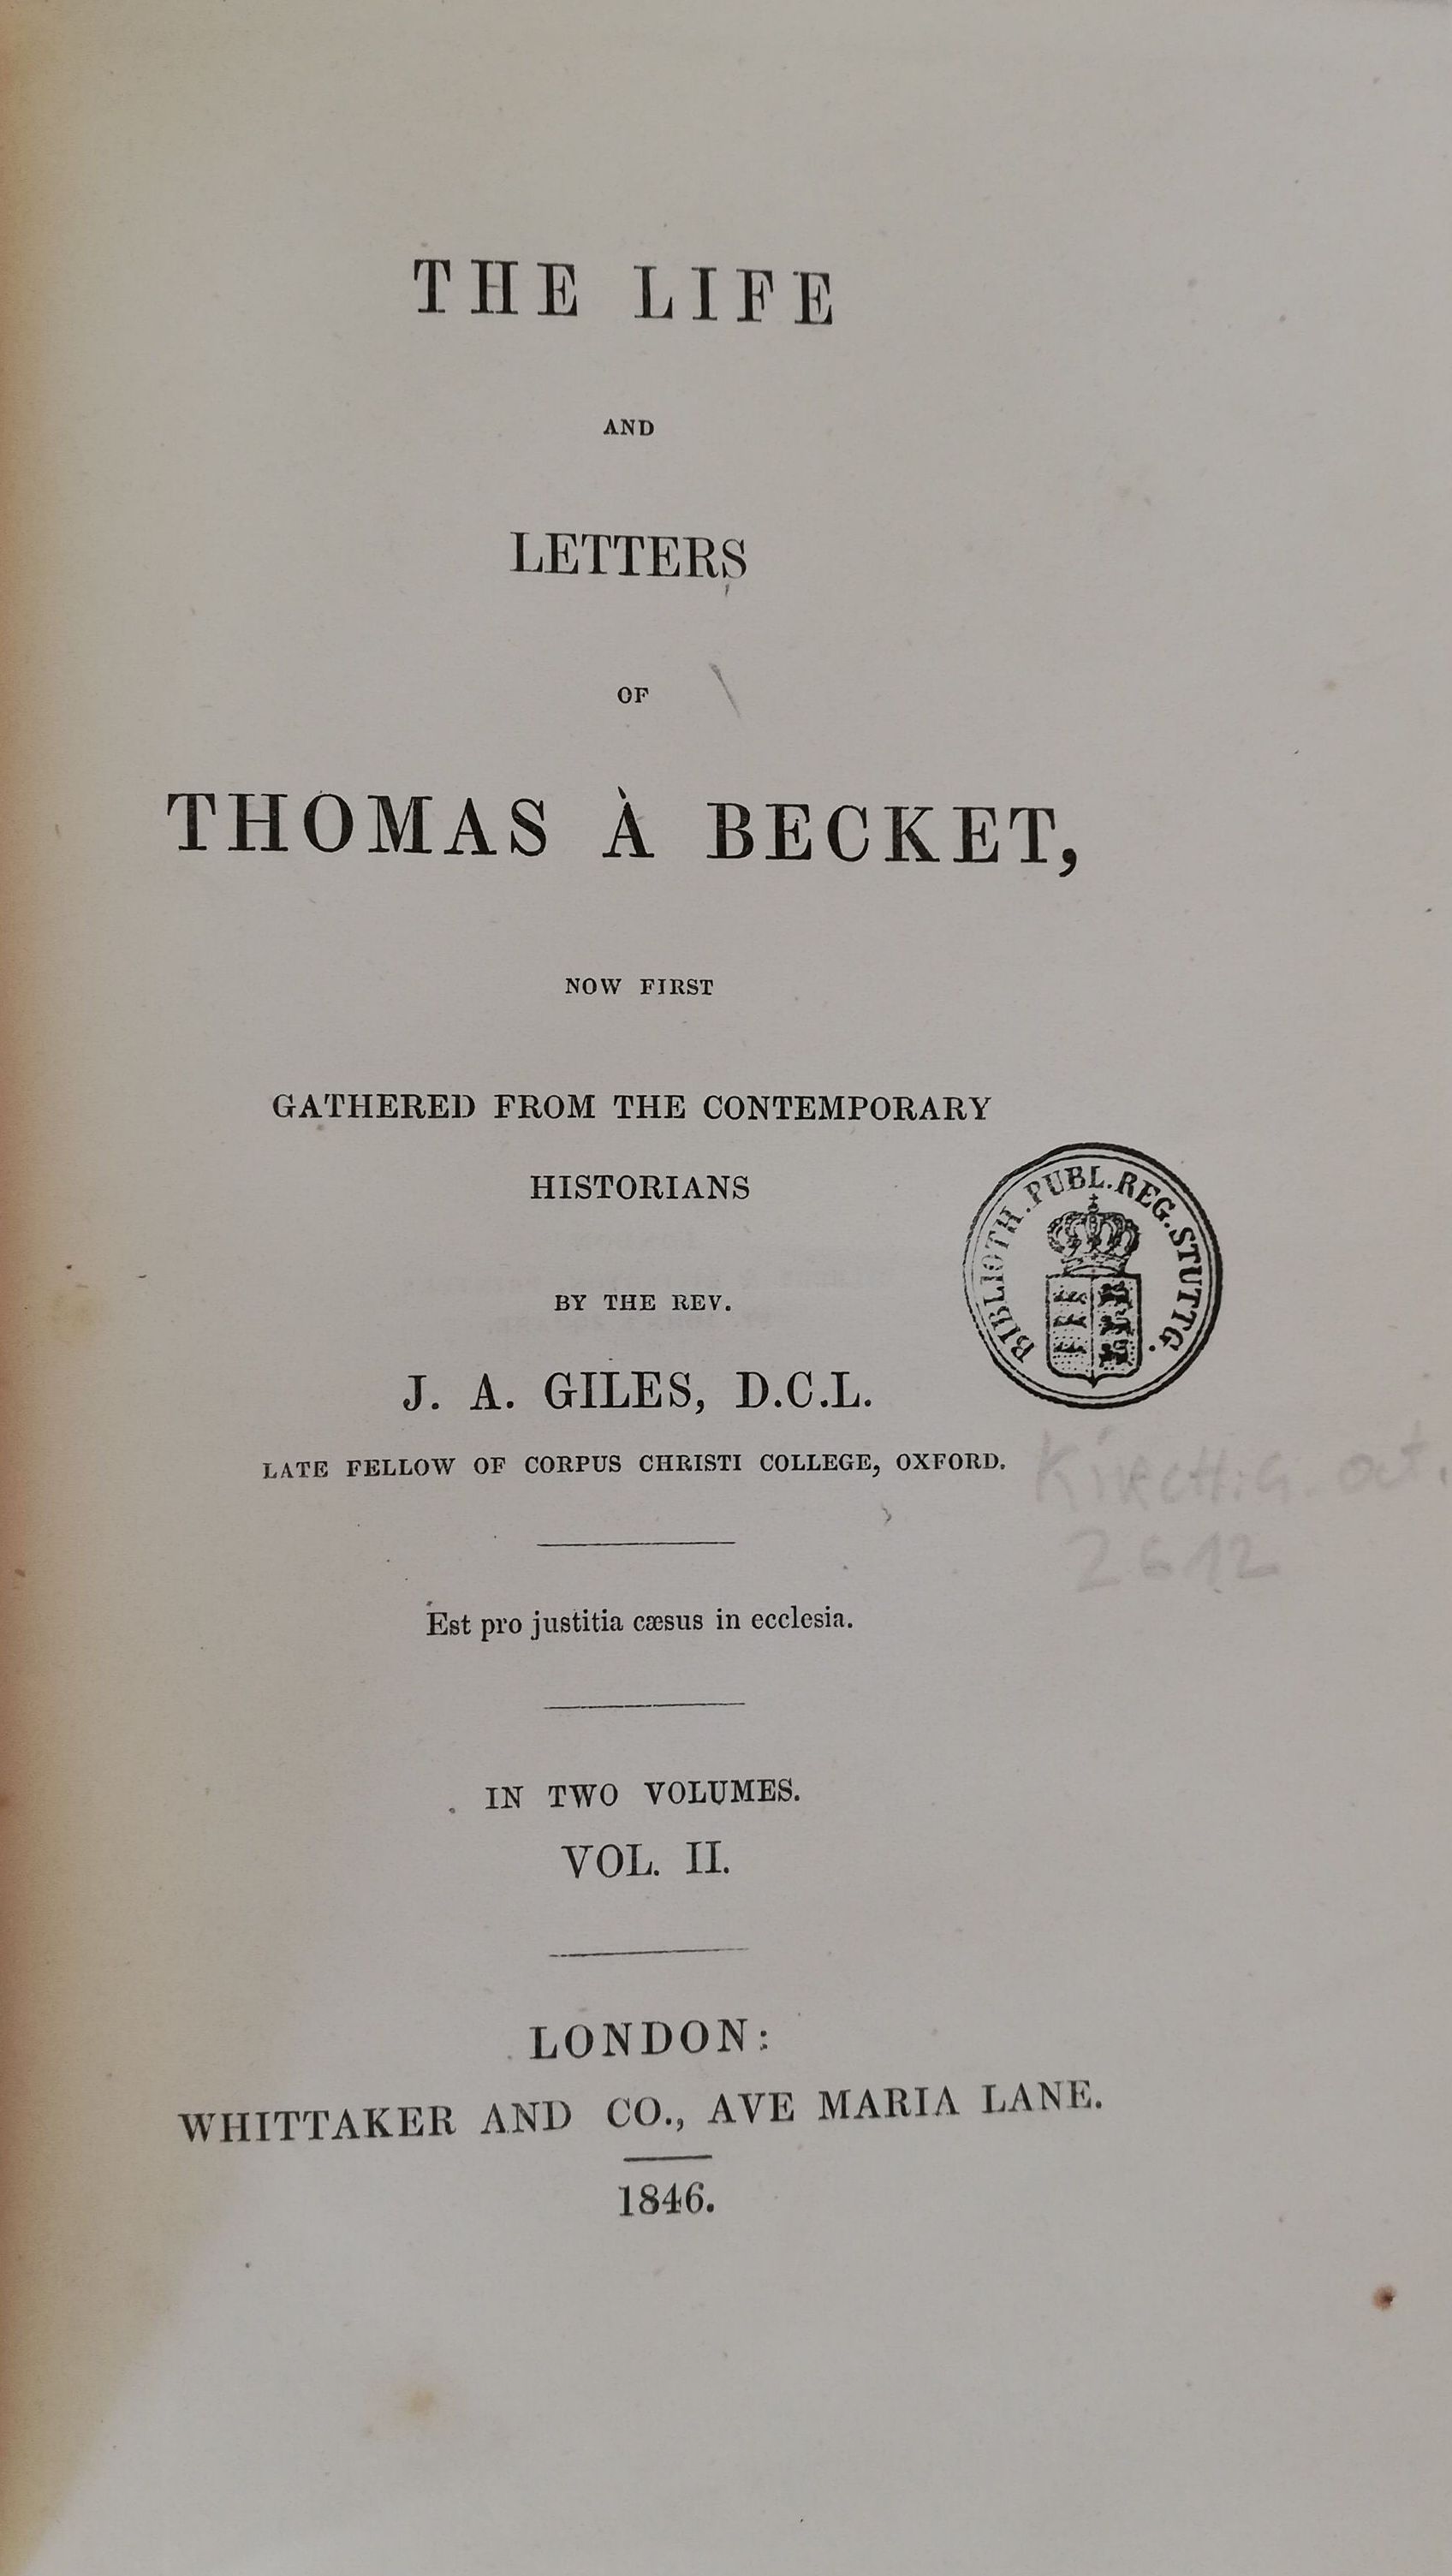 THE LIFE
AND
LETTERS
OF
THOMAS À BECKET,
NOW FIRST
GATHERED FROM THE CONTEMPORARY
HISTORIANS
BY THE REV.
J. A. GILES, D.C.L.
LATE FELLOW OF CORPUS CHRISTI COLLEGE, OXFORD.
BIBLIOTH. PUBL. REG. STUTTG.
KirchG. oct.
2612
Est pro justitia cæsus in ecclesia.
IN TWO VOLUMES.
VOL. II.
LONDON:
WHITTAKER AND CO., AVE MARIA LANE.
1846.